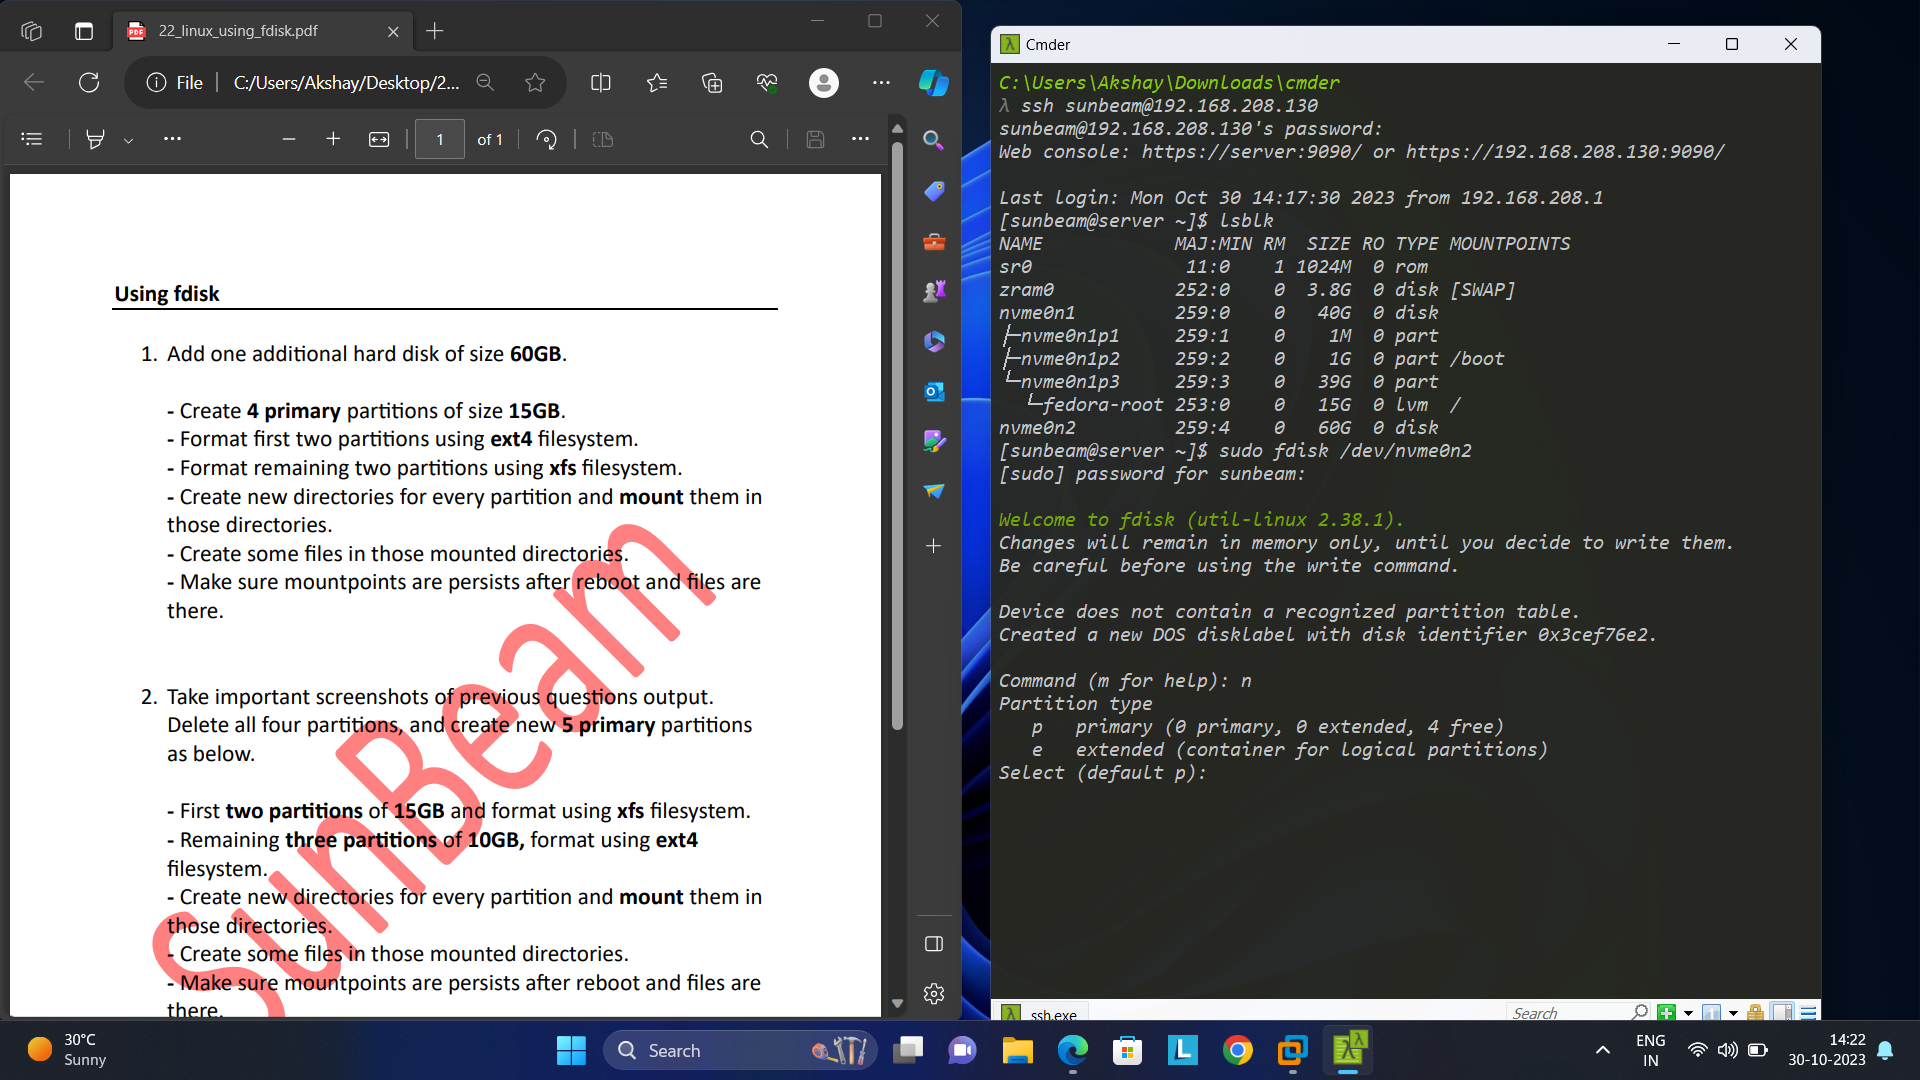 22_linux_using_fdisk.pdf
File
C:/Users/Akshay/Desktop/2...
1 of 1
Using fdisk
1. Add one additional hard disk of size 60GB.
- Create 4 primary partitions of size 15GB.
- Format first two partitions using ext4 filesystem.
- Format remaining two partitions using xfs filesystem.
- Create new directories for every partition and mount them in
those directories.
- Create some files in those mounted directories.
- Make sure mountpoints are persists after reboot and files are
there.
2. Take important screenshots of previous questions output.
Delete all four partitions, and create new 5 primary partitions
as below.
- First two partitions of 15GB and format using xfs filesystem.
- Remaining three partitions of 10GB, format using ext4
filesystem.
- Create new directories for every partition and mount them in
those directories.
- Create some files in those mounted directories.
- Make sure mountpoints are persists after reboot and files are
there.
SunBeam
Cmder
C:\Users\Akshay\Downloads\cmder
λ ssh sunbeam@192.168.208.130
sunbeam@192.168.208.130's password:
Web console: https://server:9090/ or https://192.168.208.130:9090/
Last login: Mon Oct 30 14:17:30 2023 from 192.168.208.1
[sunbeam@server ~]$ lsblk
NAME            MAJ:MIN RM  SIZE RO TYPE MOUNTPOINTS
sr0              11:0    1 1024M  0 rom
zram0           252:0    0  3.8G  0 disk [SWAP]
nvme0n1         259:0    0   40G  0 disk
├─nvme0n1p1     259:1    0    1M  0 part
├─nvme0n1p2     259:2    0    1G  0 part /boot
└─nvme0n1p3     259:3    0   39G  0 part
  └─fedora-root 253:0    0   15G  0 lvm  /
nvme0n2         259:4    0   60G  0 disk
[sunbeam@server ~]$ sudo fdisk /dev/nvme0n2
[sudo] password for sunbeam:
Welcome to fdisk (util-linux 2.38.1).
Changes will remain in memory only, until you decide to write them.
Be careful before using the write command.
Device does not contain a recognized partition table.
Created a new DOS disklabel with disk identifier 0x3cef76e2.
Command (m for help): n
Partition type
   p   primary (0 primary, 0 extended, 4 free)
   e   extended (container for logical partitions)
Select (default p):
ssh.exe
Search
30°C
Sunny
Search
ENG
IN
14:22
30-10-2023